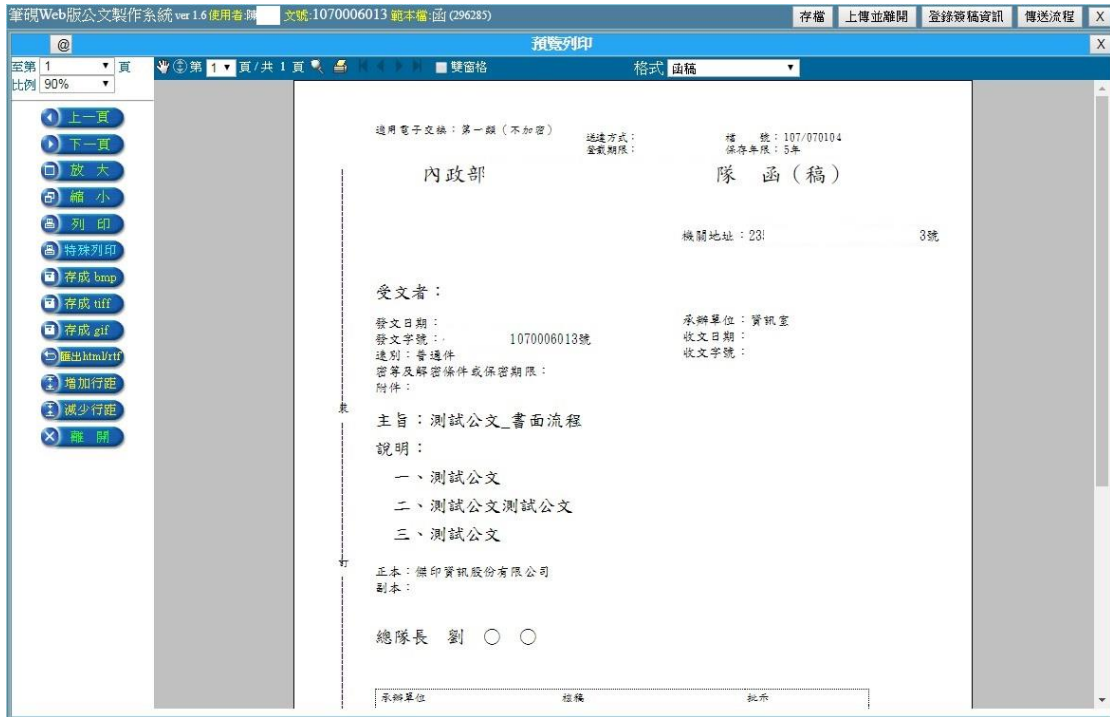 筆硯Web版公文製作系統 ver 1.6 使用者:陳 文號:1070006013 範本檔:函 (296285) 存檔 上傳並離開 登錄簽稿資訊 傳送流程 X
@ 預覽列印 X
至第 1 頁 第 1 頁/共 1 頁 雙窗格 格式 函稿
比例 90%
上一頁
下一頁
放 大
縮 小
列 印
特殊列印
存成 bmp
存成 tiff
存成 gif
匯出html/rtf
增加行距
減少行距
離 開
適用電子交換：第一類（不加密）
送達方式： 檔 號：107/070104
登載期限： 保存年限：5年
內政部 隊 函（稿）
機關地址：23 3號
受文者：
發文日期： 承辦單位：資訊室
發文字號： 1070006013號 收文日期：
速別：普通件 收文字號：
密等及解密條件或保密期限：
附件：
裝
主旨：測試公文_書面流程
說明：
一、測試公文
二、測試公文測試公文
三、測試公文
訂
正本：傑印資訊股份有限公司
副本：
總隊長 劉 ○ ○
承辦單位 核稿 批示